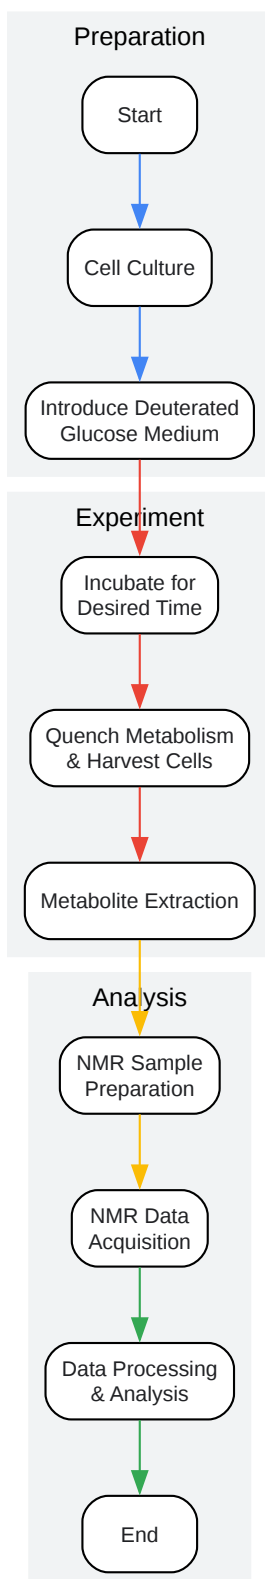 Preparation
Start
Cell Culture
Introduce Deuterated
Glucose Medium
Experiment
Incubate for
Desired Time
Quench Metabolism
& Harvest Cells
Metabolite Extraction
Analysis
NMR Sample
Preparation
NMR Data
Acquisition
Data Processing
& Analysis
End